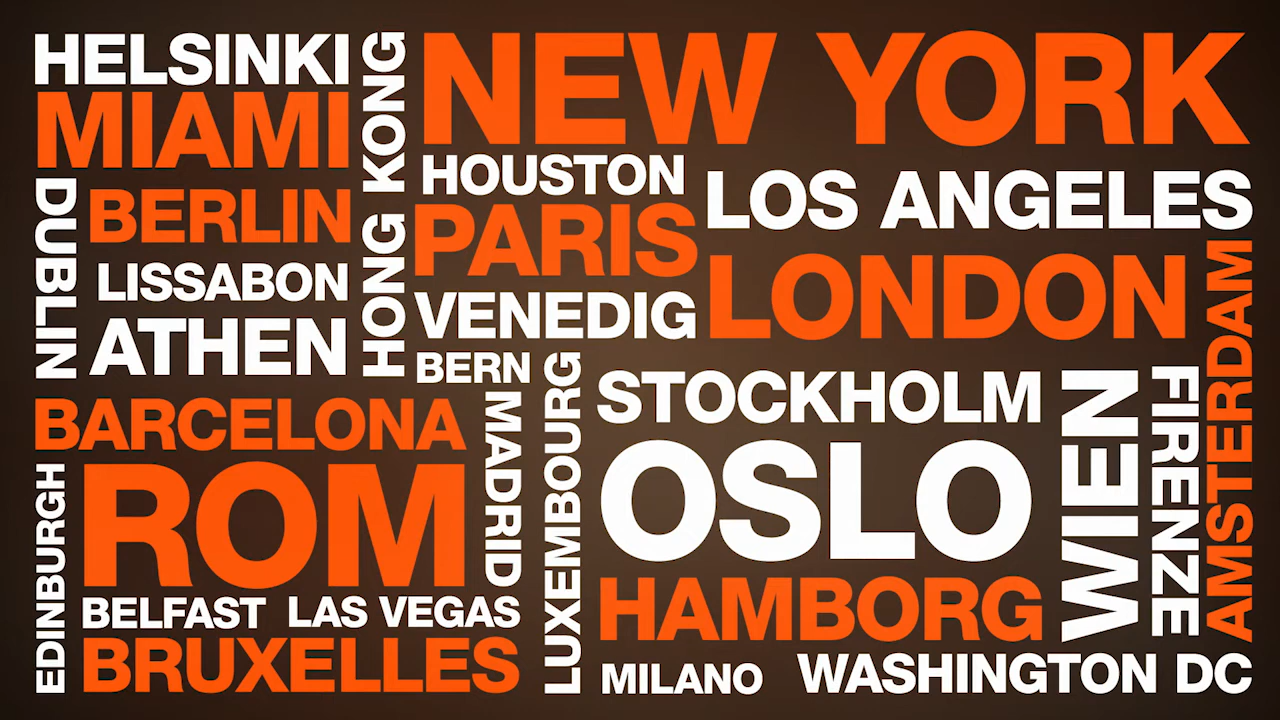 HELSINKI
HONG KONG
NEW YORK
MIAMI
HOUSTON
LOS ANGELES
DUBLIN
BERLIN
PARIS
LISSABON
LONDON
AMSTERDAM
VENEDIG
ATHEN
BERN
LUXEMBOURG
STOCKHOLM
WIEN
FIRENZE
BARCELONA
MADRID
OSLO
EDINBURGH
ROM
HAMBORG
BELFAST
LAS VEGAS
BRUXELLES
MILANO
WASHINGTON DC